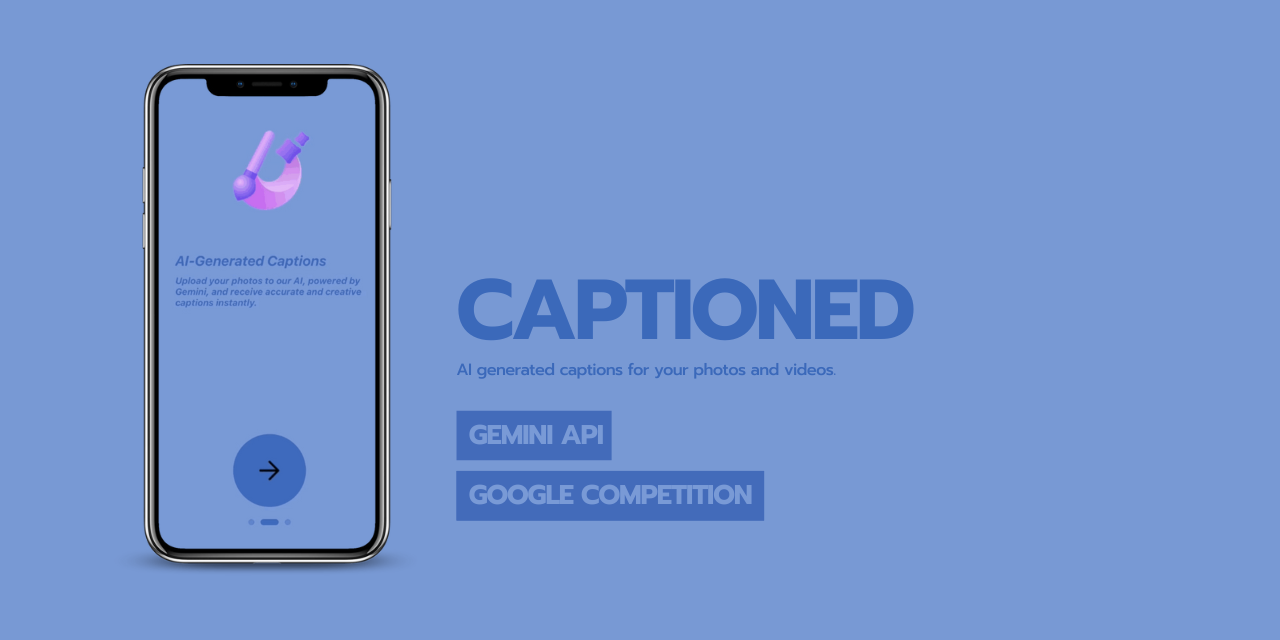 AI-Generated Captions
Upload your photos to our AI, powered by
Gemini, and receive accurate and creative
captions instantly.
CAPTIONED
AI generated captions for your photos and videos.
GEMINI API
GOOGLE COMPETITION